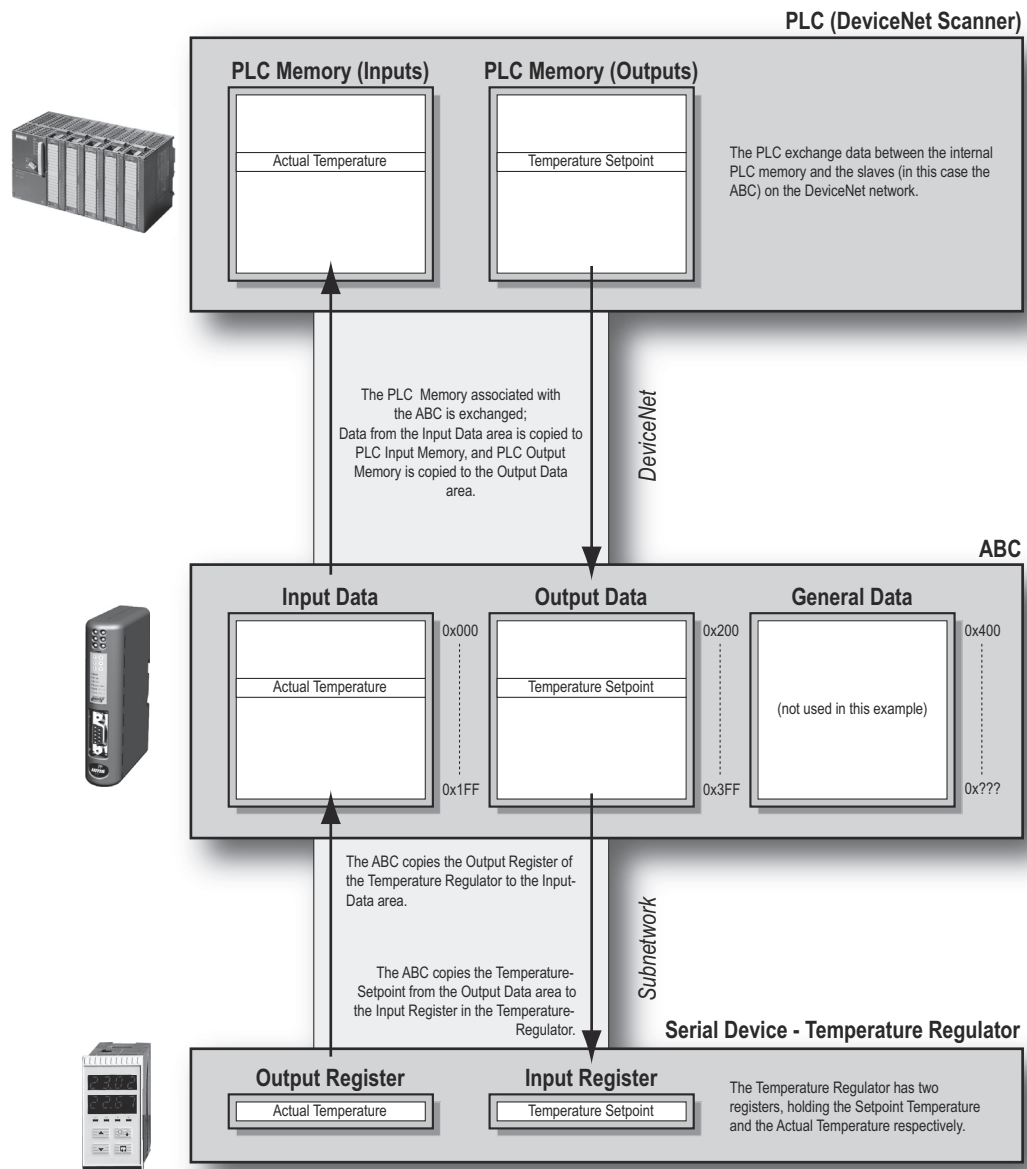 PLC (DeviceNet Scanner)
PLC Memory (Inputs)
PLC Memory (Outputs)
Actual Temperature
Temperature Setpoint
The PLC exchange data between the internal
PLC memory and the slaves (in this case the
ABC) on the DeviceNet network.
The PLC  Memory associated with
the ABC is exchanged;
Data from the Input Data area is copied to
PLC Input Memory, and PLC Output
Memory is copied to the Output Data
area.
DeviceNet
ABC
Input Data
Output Data
General Data
0x000
0x200
0x400
Actual Temperature
Temperature Setpoint
(not used in this example)
0x1FF
0x3FF
0x???
The ABC copies the Output Register of
the Temperature Regulator to the Input-
Data area.
The ABC copies the Temperature-
Setpoint from the Output Data area to
the Input Register in the Temperature-
Regulator.
Subnetwork
Serial Device - Temperature Regulator
Output Register
Input Register
Actual Temperature
Temperature Setpoint
The Temperature Regulator has two
registers, holding the Setpoint Temperature
and the Actual Temperature respectively.